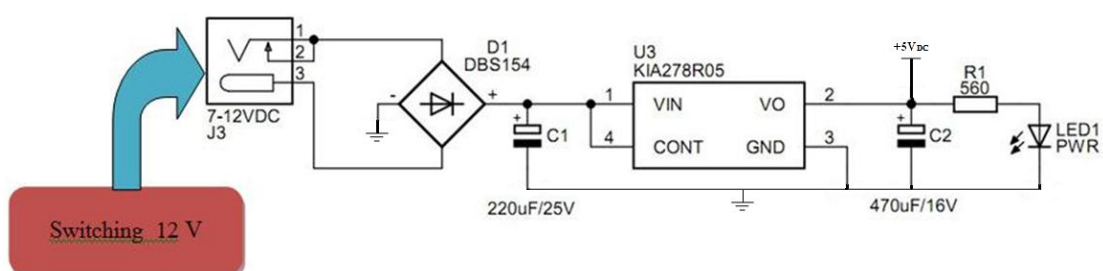 1
2
3
7-12VDC
J3
Switching 12 V
D1
DBS154
-
+
+
C1
220uF/25V
U3
KIA278R05
1
VIN
VO
2
4
CONT
GND
3
+5VDC
+
C2
470uF/16V
R1
560
LED1
PWR